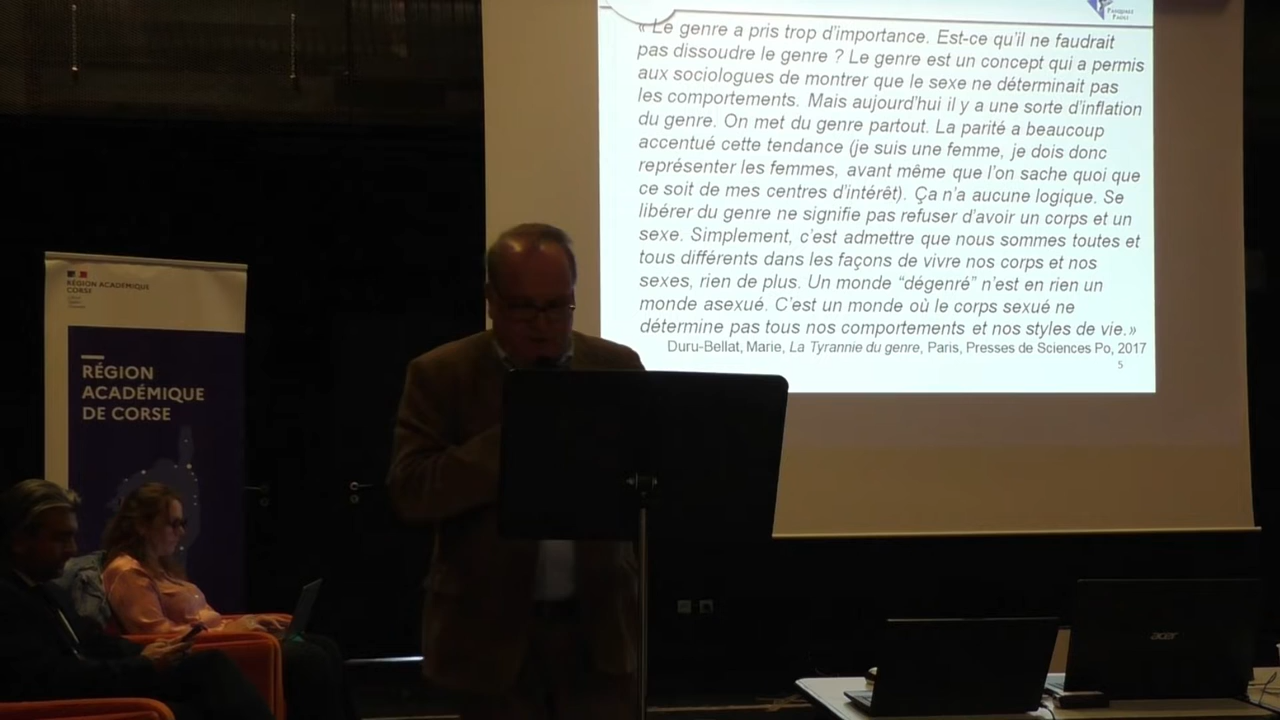 PASQUALE
PAOLI
« Le genre a pris trop d'importance. Est-ce qu'il ne faudrait
pas dissoudre le genre ? Le genre est un concept qui a permis
aux sociologues de montrer que le sexe ne déterminait pas
les comportements. Mais aujourd'hui il y a une sorte d'inflation
du genre. On met du genre partout. La parité a beaucoup
accentué cette tendance (je suis une femme, je dois donc
représenter les femmes, avant même que l'on sache quoi que
ce soit de mes centres d'intérêt). Ça n'a aucune logique. Se
libérer du genre ne signifie pas refuser d'avoir un corps et un
sexe. Simplement, c'est admettre que nous sommes toutes et
tous différents dans les façons de vivre nos corps et nos
sexes, rien de plus. Un monde “dégenré” n'est en rien un
monde asexué. C'est un monde où le corps sexué ne
détermine pas tous nos comportements et nos styles de vie.»
Duru-Bellat, Marie, La Tyrannie du genre, Paris, Presses de Sciences Po, 2017
5
RÉGION ACADÉMIQUE
CORSE
RÉGION
ACADÉMIQUE
DE CORSE
acer